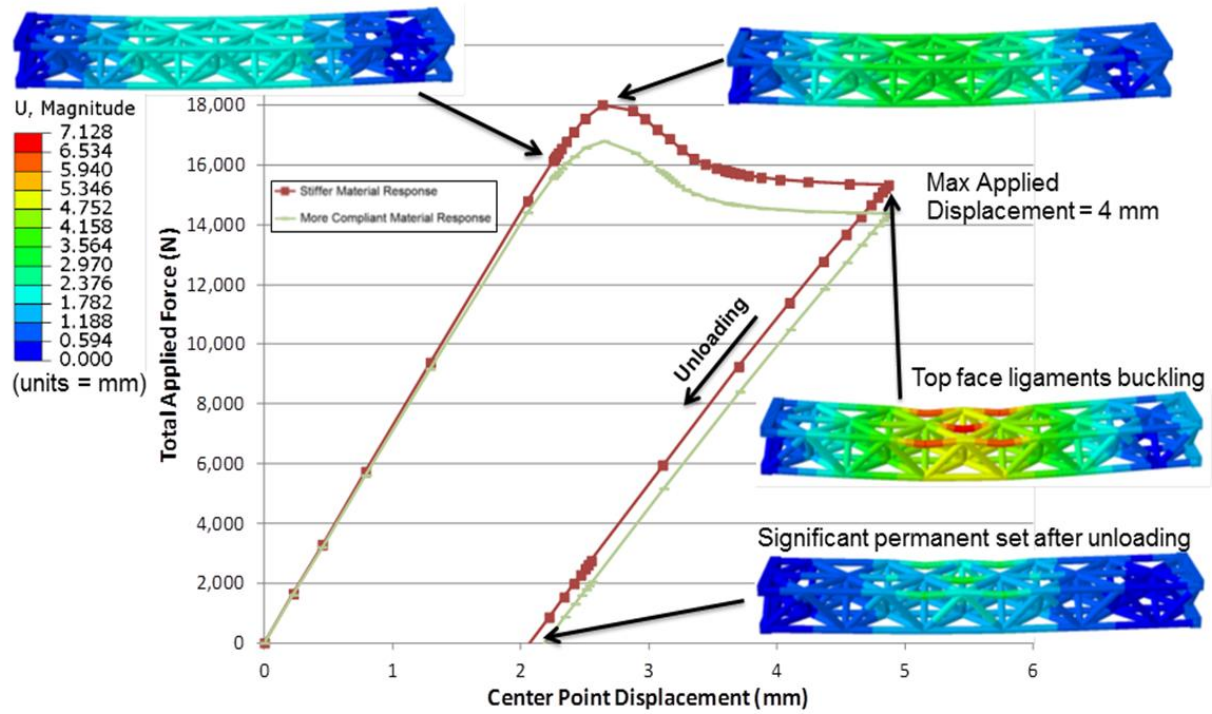 U, Magnitude
7.128
6.534
5.940
5.346
4.752
4.158
3.564
2.970
2.376
1.782
1.188
0.594
0.000
(units = mm)
Total Applied Force (N)
18,000
16,000
14,000
12,000
10,000
8,000
6,000
4,000
2,000
0
Stiffer Material Response
More Compliant Material Response
Max Applied
Displacement = 4 mm
Unloading
Top face ligaments buckling
Significant permanent set after unloading
0 1 2 3 4 5 6
Center Point Displacement (mm)